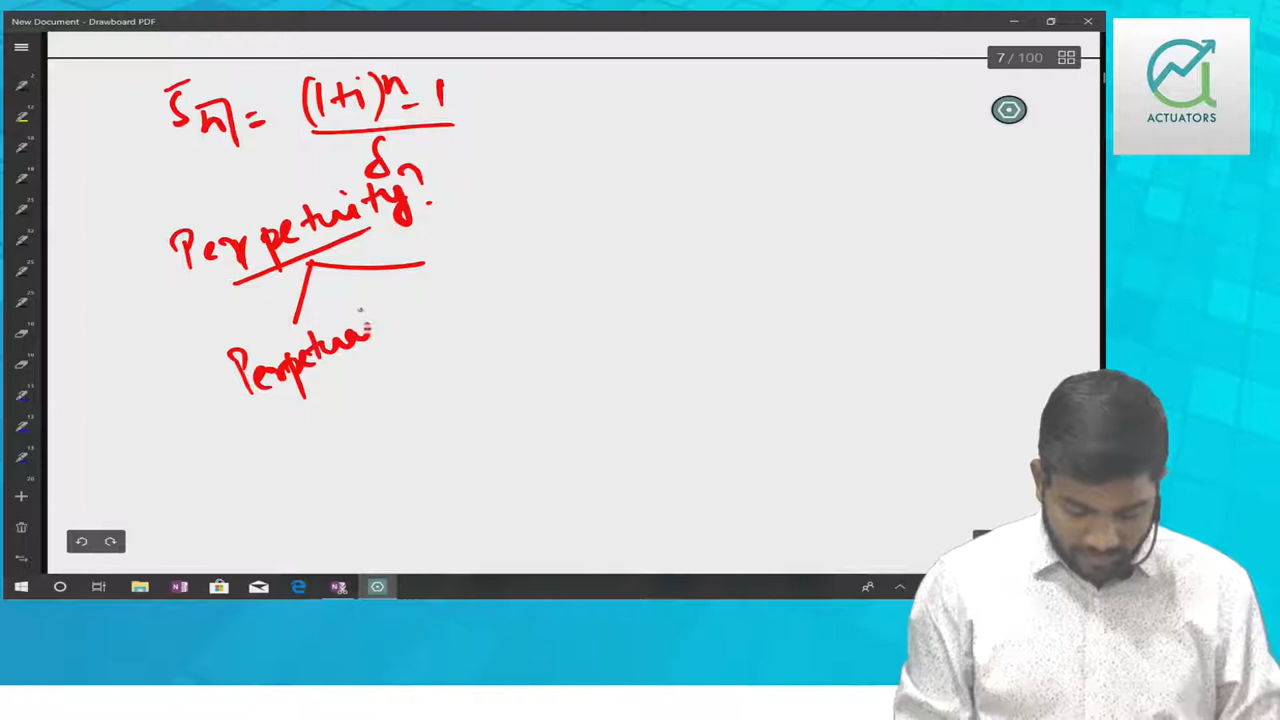 New Document - Drawboard PDF
7 / 100
ACTUATORS
s̄n̅| = (1+i)^n - 1
δ
Perpetuity?
Perpetua